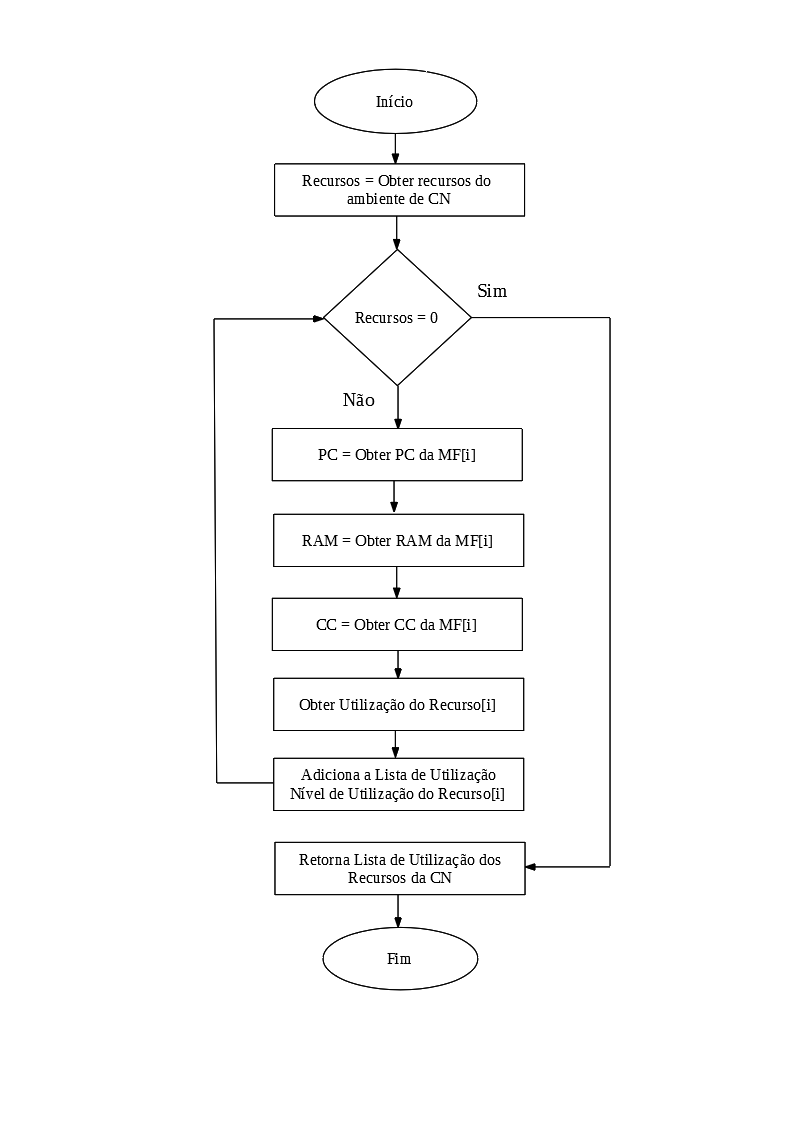 Início
Recursos = Obter recursos do
ambiente de CN
Sim
Recursos = 0
Não
PC = Obter PC da MF[i]
RAM = Obter RAM da MF[i]
CC = Obter CC da MF[i]
Obter Utilização do Recurso[i]
Adiciona a Lista de Utilização
Nível de Utilização do Recurso[i]
Retorna Lista de Utilização dos
Recursos da CN
Fim